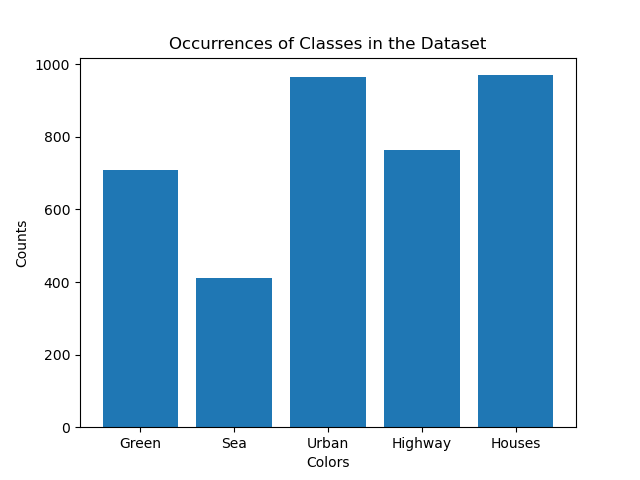 Occurrences of Classes in the Dataset
1000
800
600
400
200
0
Counts
Green Sea Urban Highway Houses
Colors